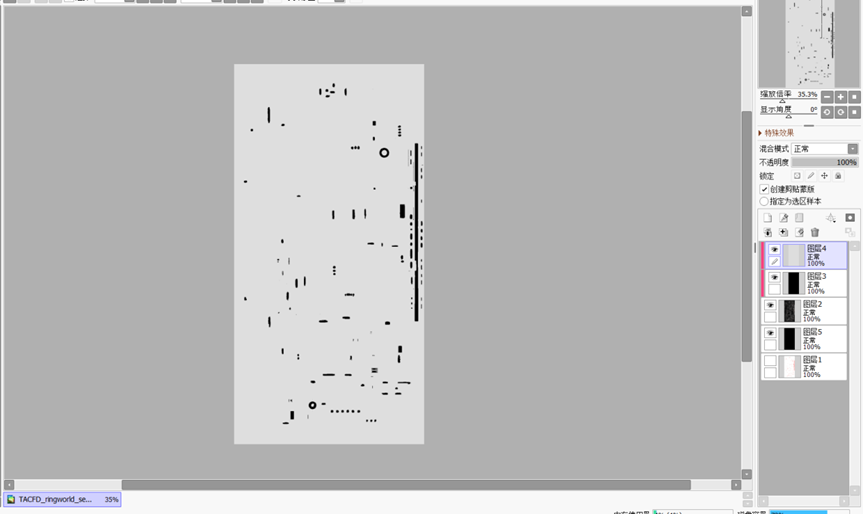 缩放倍率 35.3%
显示角度 0°
特殊效果
混合模式 正常
不透明度 100%
锁定
创建剪贴蒙版
指定为选区样本
图层4
正常
100%
图层3
正常
100%
图层2
正常
100%
图层5
正常
100%
图层1
正常
100%
TACFD_ringworld_se... 35%